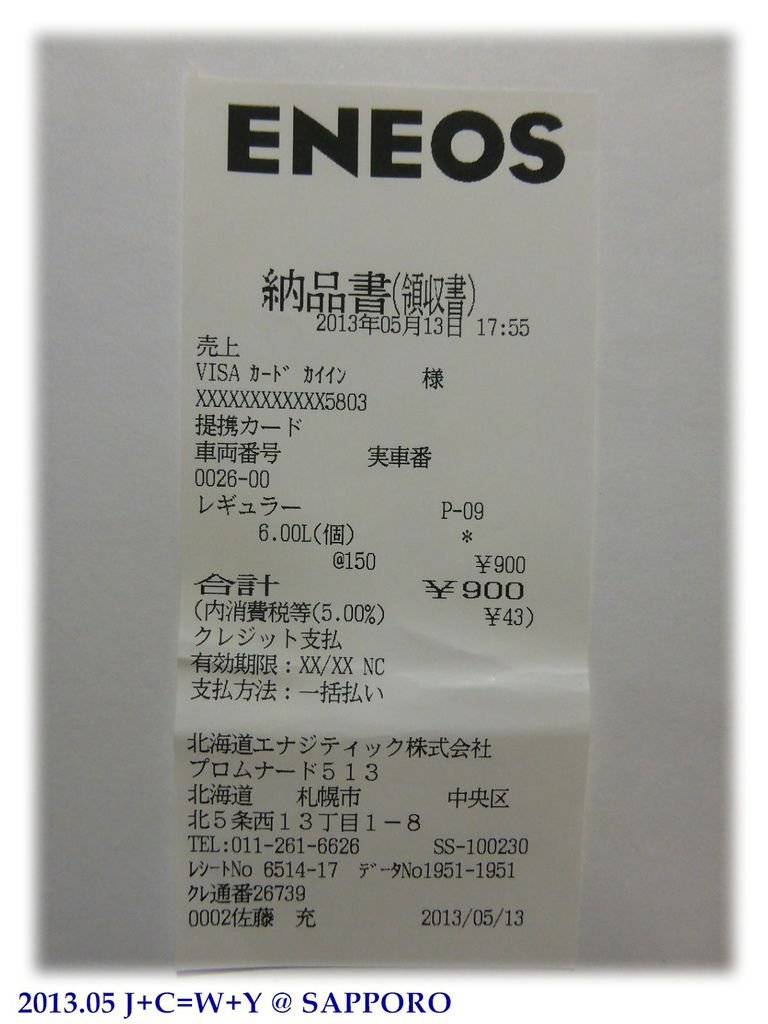 ENEOS
納品書(領収書)
2013年05月13日 17:55
売上
VISA カード カイイン 様
XXXXXXXXXXXX5803
提携カード
車両番号 実車番
0026-00
レギュラー P-09
6.00L(個) *
@150 ¥900
合計 ¥900
(内消費税等(5.00%) ¥43)
クレジット支払
有効期限：XX/XX NC
支払方法：一括払い
北海道エナジティック株式会社
プロムナード５１３
北海道 札幌市 中央区
北５条西１３丁目１－８
TEL:011-261-6626 SS-100230
レシートNo 6514-17 データNo1951-1951
クレ通番26739
0002佐藤 充 2013/05/13
2013.05 J+C=W+Y @ SAPPORO